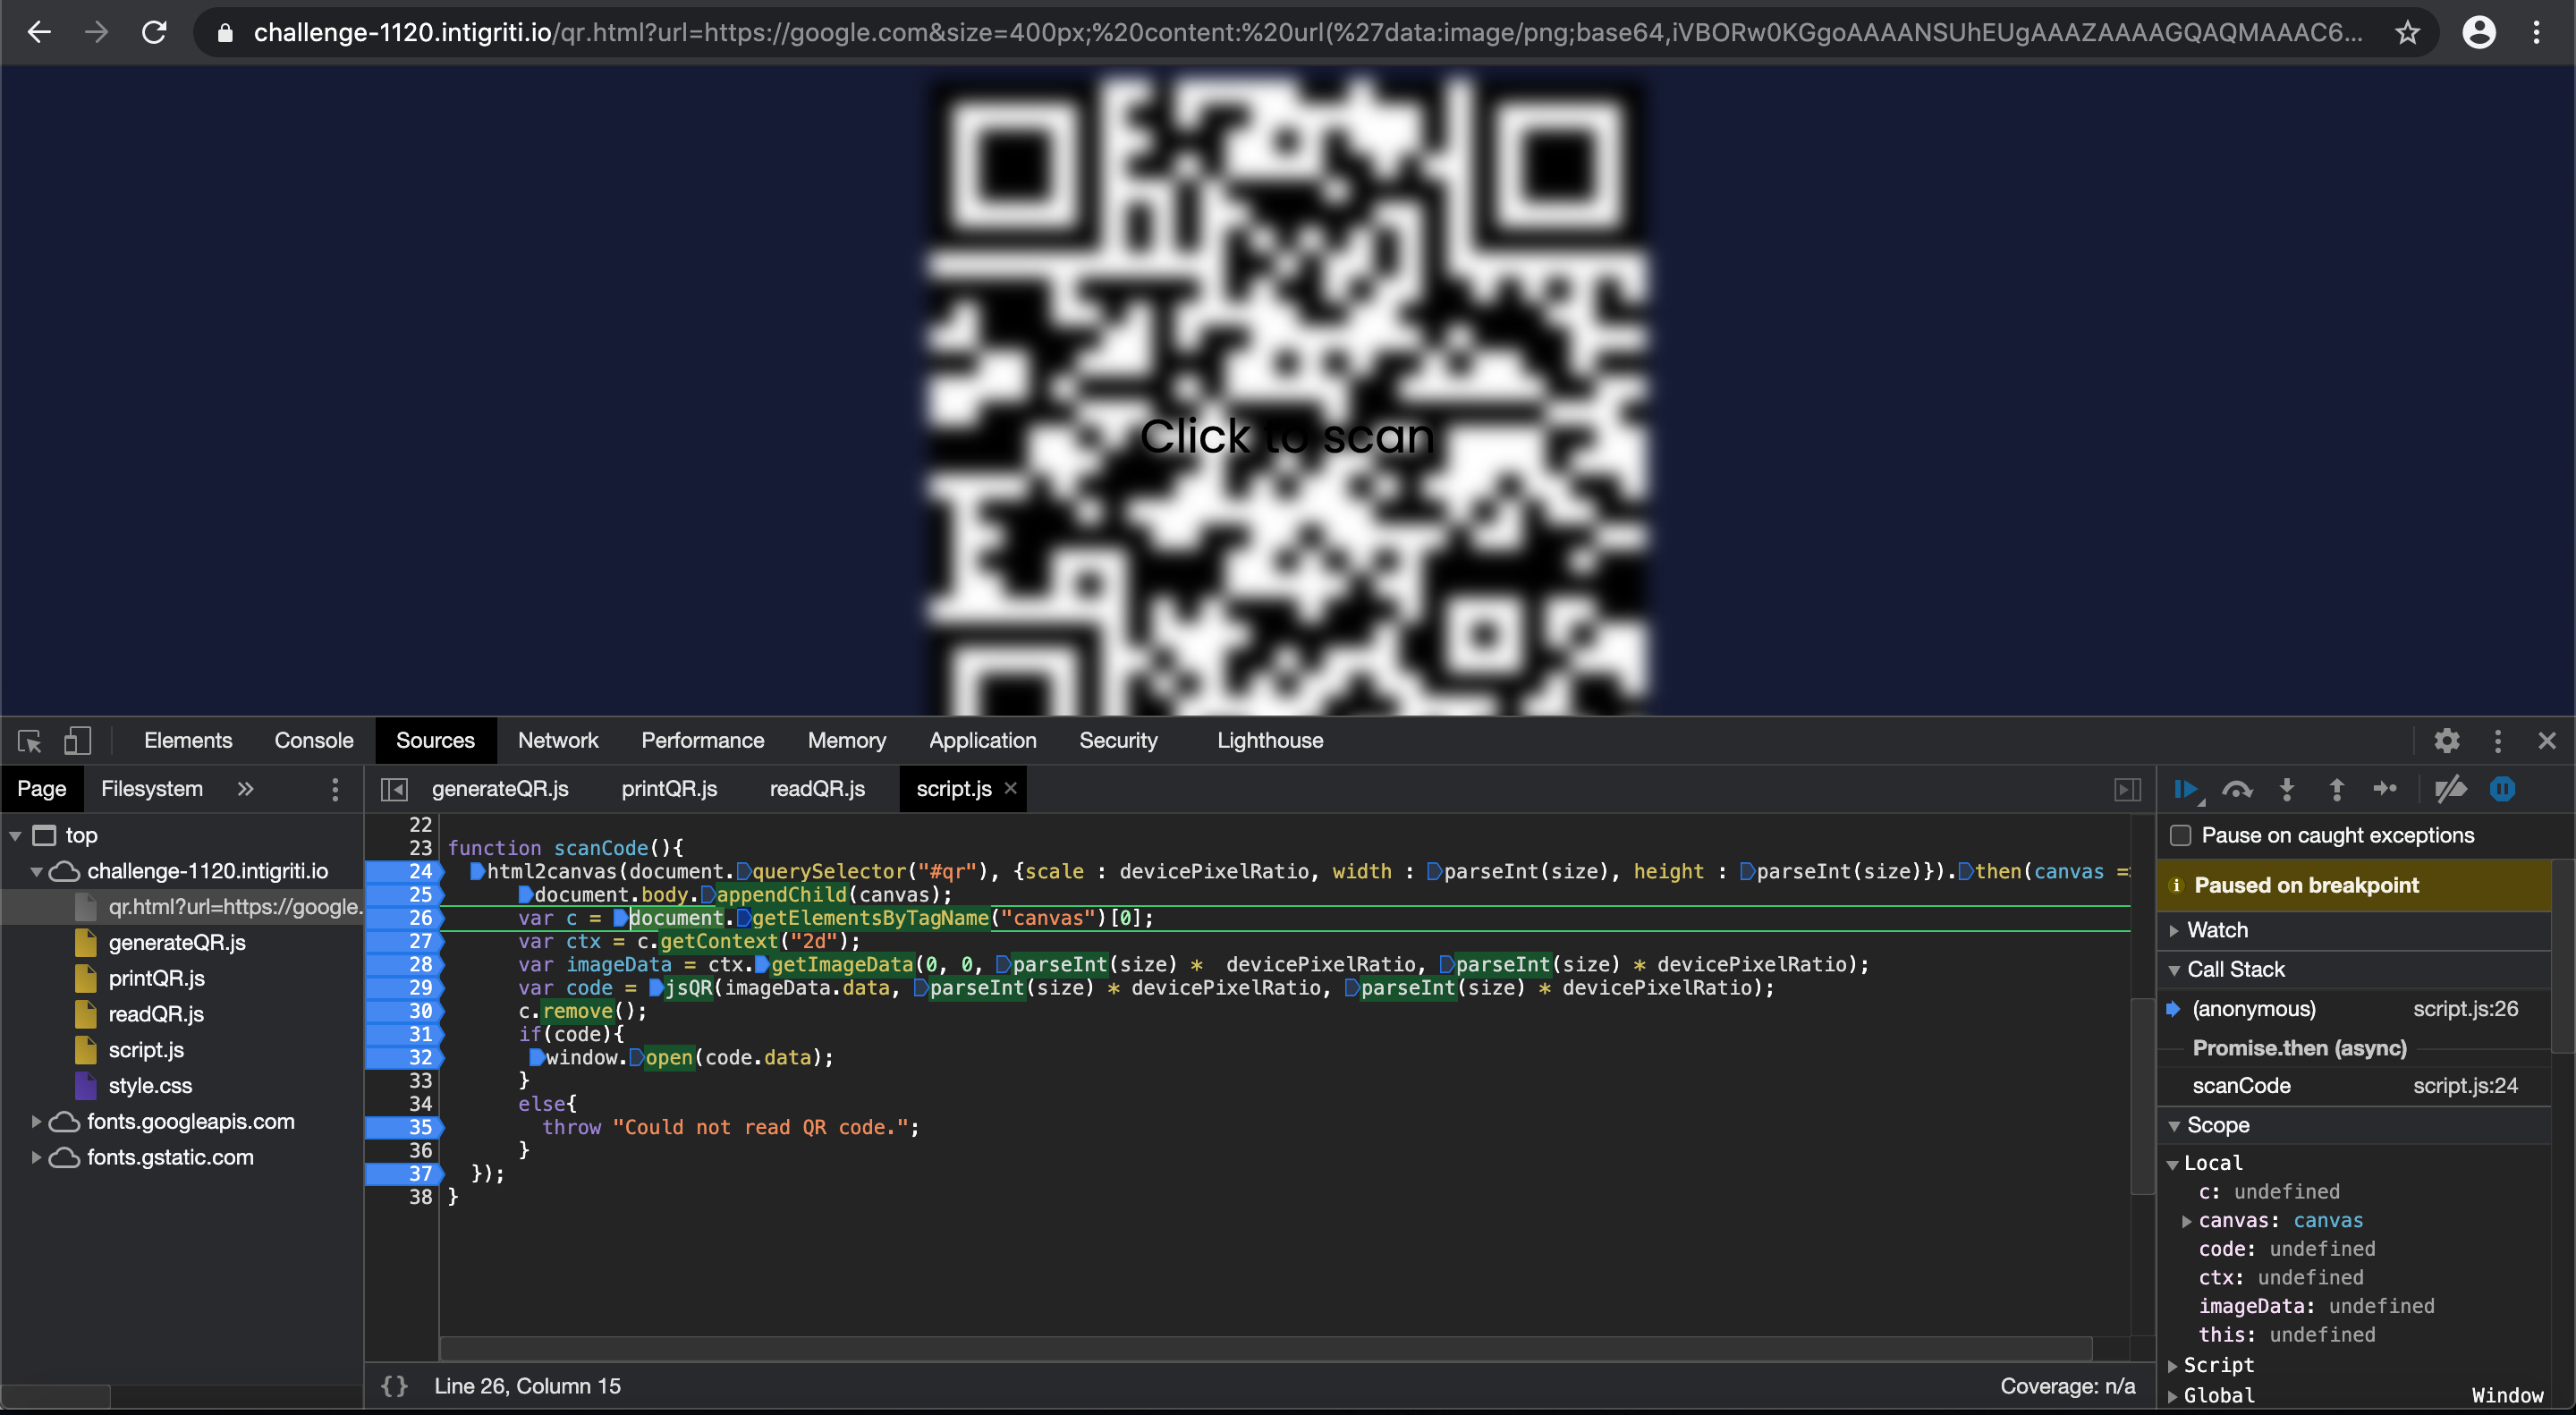 challenge-1120.intigriti.io/qr.html?url=https://google.com&size=400px;%20content:%20url(%27data:image/png;base64,iVBORw0KGgoAAAANSUhEUgAAAZAAAAGQAQMAAAC6...
Click to scan
Elements Console Sources Network Performance Memory Application Security Lighthouse
Page Filesystem »
generateQR.js printQR.js readQR.js script.js ×
top
challenge-1120.intigriti.io
qr.html?url=https://google.
generateQR.js
printQR.js
readQR.js
script.js
style.css
fonts.googleapis.com
fonts.gstatic.com
22
23 function scanCode(){
24 html2canvas(document.querySelector("#qr"), {scale : devicePixelRatio, width : parseInt(size), height : parseInt(size)}).then(canvas =
25 document.body.appendChild(canvas);
26 var c = document.getElementsByTagName("canvas")[0];
27 var ctx = c.getContext("2d");
28 var imageData = ctx.getImageData(0, 0, parseInt(size) * devicePixelRatio, parseInt(size) * devicePixelRatio);
29 var code = jsQR(imageData.data, parseInt(size) * devicePixelRatio, parseInt(size) * devicePixelRatio);
30 c.remove();
31 if(code){
32 window.open(code.data);
33 }
34 else{
35 throw "Could not read QR code.";
36 }
37 });
38 }
{} Line 26, Column 15
Coverage: n/a
Pause on caught exceptions
Paused on breakpoint
Watch
Call Stack
(anonymous) script.js:26
Promise.then (async)
scanCode script.js:24
Scope
Local
c: undefined
canvas: canvas
code: undefined
ctx: undefined
imageData: undefined
this: undefined
Script
Global Window